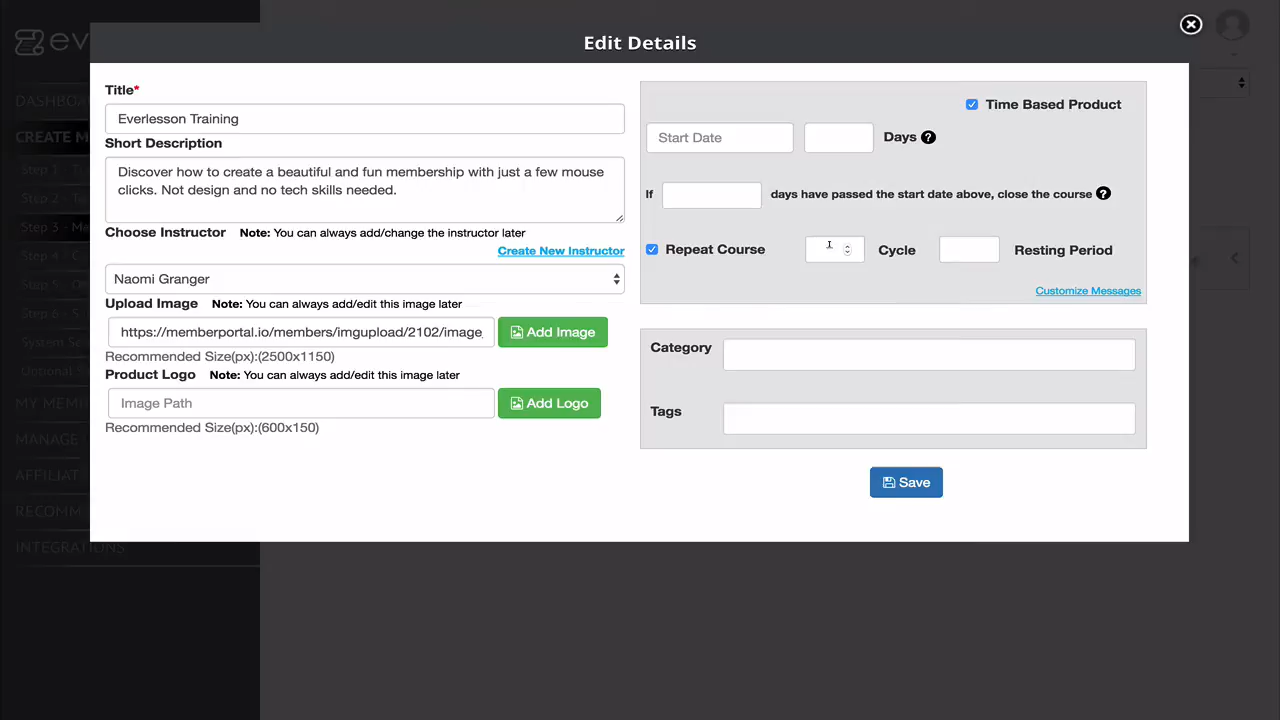 ev
DASHBOA
CREATE M
Step 1 - T
Step 2 - T
Step 3 - M
Step 4 - C
Step 5 - O
Step 6 - S
System Se
Optional -
MY MEM
MANAGE
AFFILIAT
RECOMM
INTEGRATIONS
Edit Details
Title*
Everlesson Training
Short Description
Discover how to create a beautiful and fun membership with just a few mouse
clicks. Not design and no tech skills needed.
Choose Instructor Note: You can always add/change the instructor later
Create New Instructor
Naomi Granger
Upload Image Note: You can always add/edit this image later
https://memberportal.io/members/imgupload/2102/image
Add Image
Recommended Size(px):(2500x1150)
Product Logo Note: You can always add/edit this image later
Image Path
Add Logo
Recommended Size(px):(600x150)
Time Based Product
Start Date
Days ?
If days have passed the start date above, close the course ?
Repeat Course Cycle Resting Period
Customize Messages
Category
Tags
Save